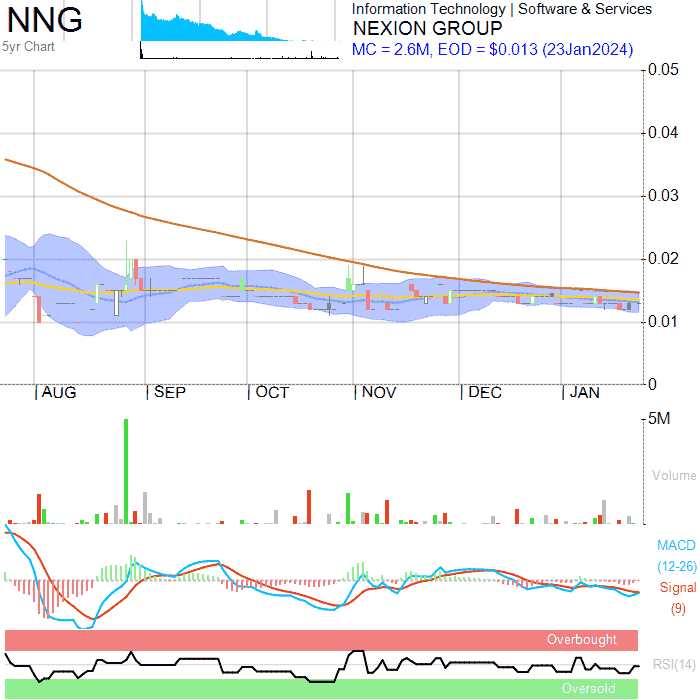 NNG
5yr Chart
Information Technology | Software & Services
NEXION GROUP
MC = 2.6M, EOD = $0.013 (23Jan2024)
0.05
0.04
0.03
0.02
0.01
0
|AUG |SEP |OCT |NOV |DEC |JAN
5M
Volume
MACD
(12-26)
Signal
(9)
Overbought
RSI(14)
Oversold